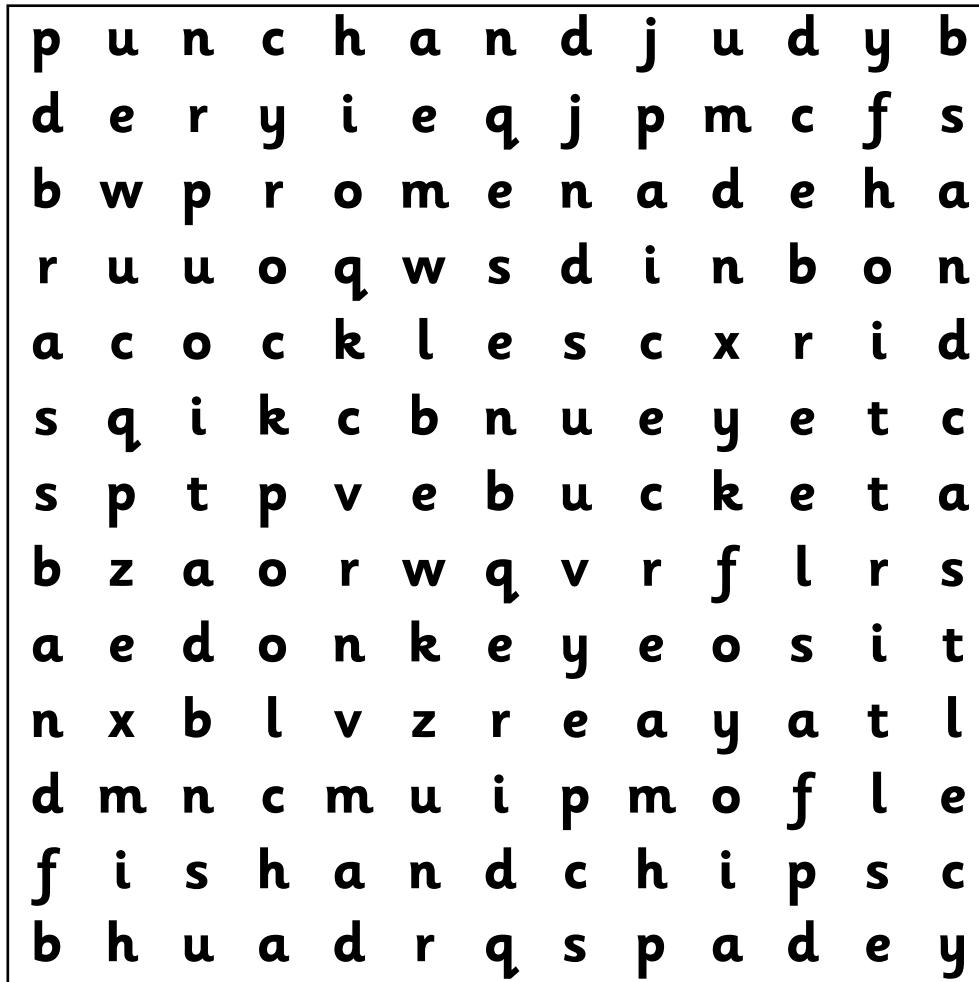 p u n c h a n d j u d y b
d e r y i e q j p m c f s
b w p r o m e n a d e h a
r u u o q w s d i n b o n
a c o c k l e s c x r i d
s q i k c b n u e y e t c
s p t p v e b u c k e t a
b z a o r w q v r f l r s
a e d o n k e y e o s i t
n x b l v z r e a y a t l
d m n c m u i p m o f l e
f i s h a n d c h i p s c
b h u a d r q s p a d e y